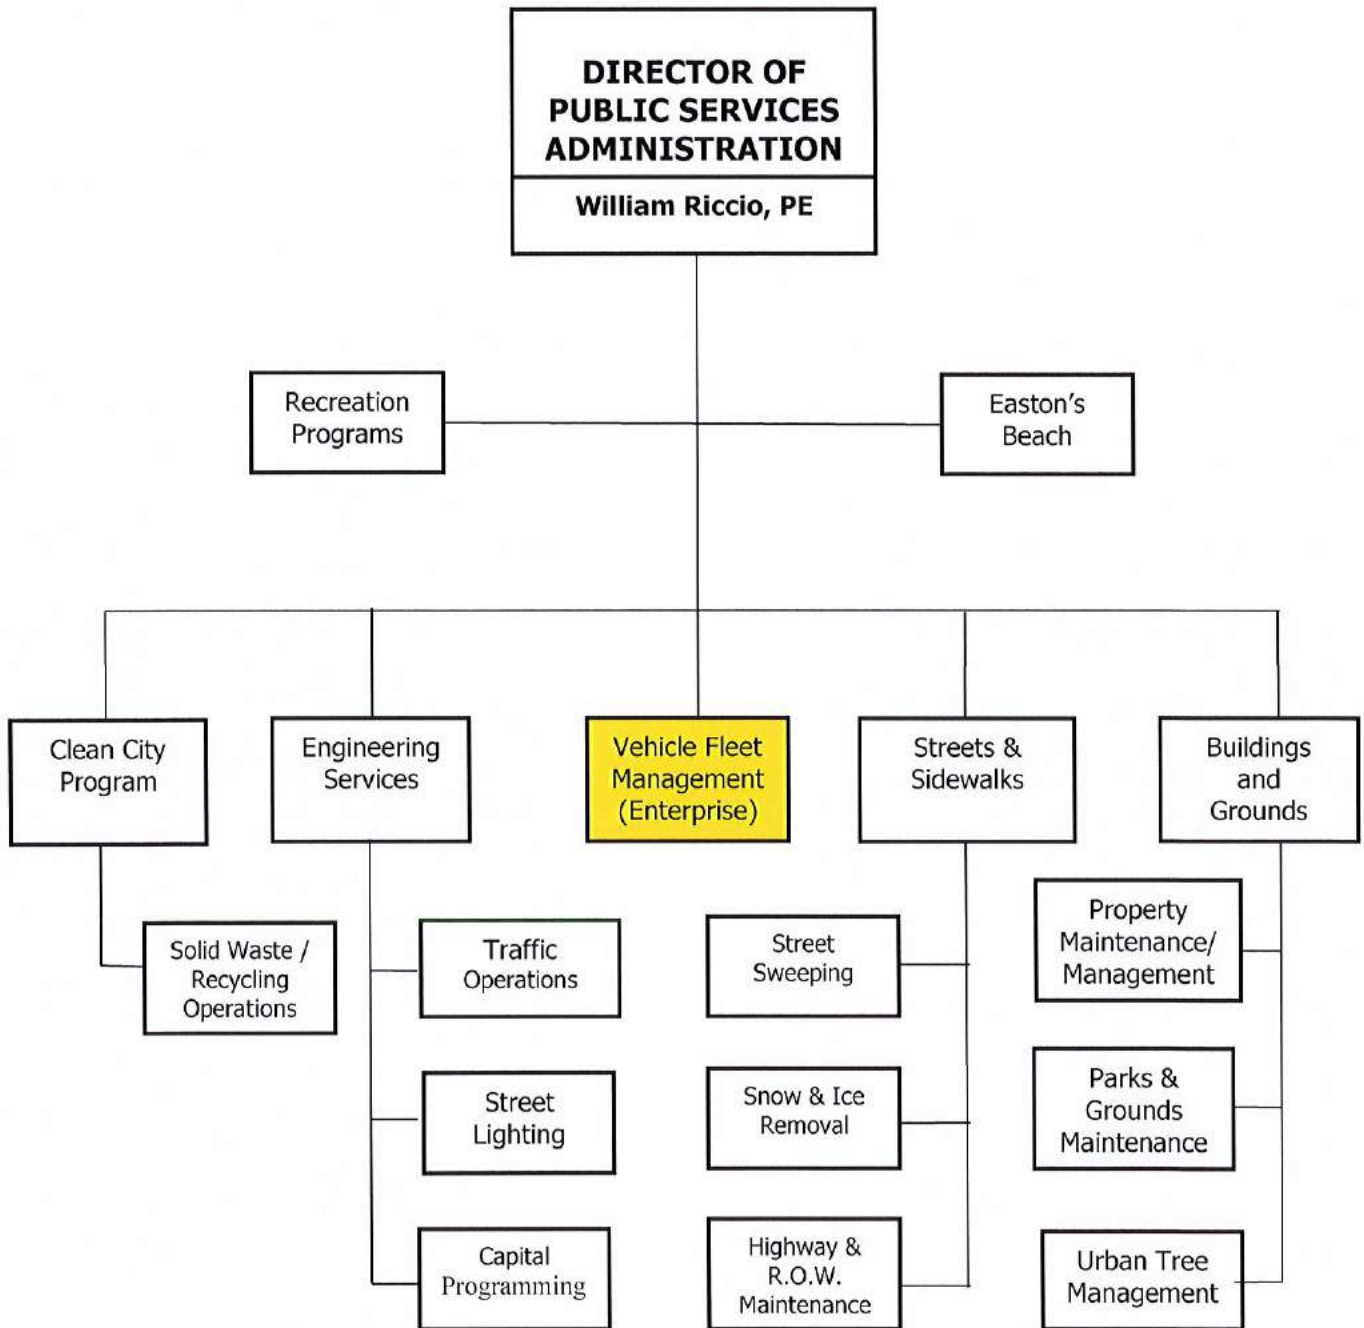 DIRECTOR OF
PUBLIC SERVICES
ADMINISTRATION
William Riccio, PE
Recreation
Programs
Easton's
Beach
Clean City
Program
Engineering
Services
Vehicle Fleet
Management
(Enterprise)
Streets &
Sidewalks
Buildings
and
Grounds
Solid Waste /
Recycling
Operations
Traffic
Operations
Street
Sweeping
Property
Maintenance/
Management
Street
Lighting
Snow & Ice
Removal
Parks &
Grounds
Maintenance
Capital
Programming
Highway &
R.O.W.
Maintenance
Urban Tree
Management